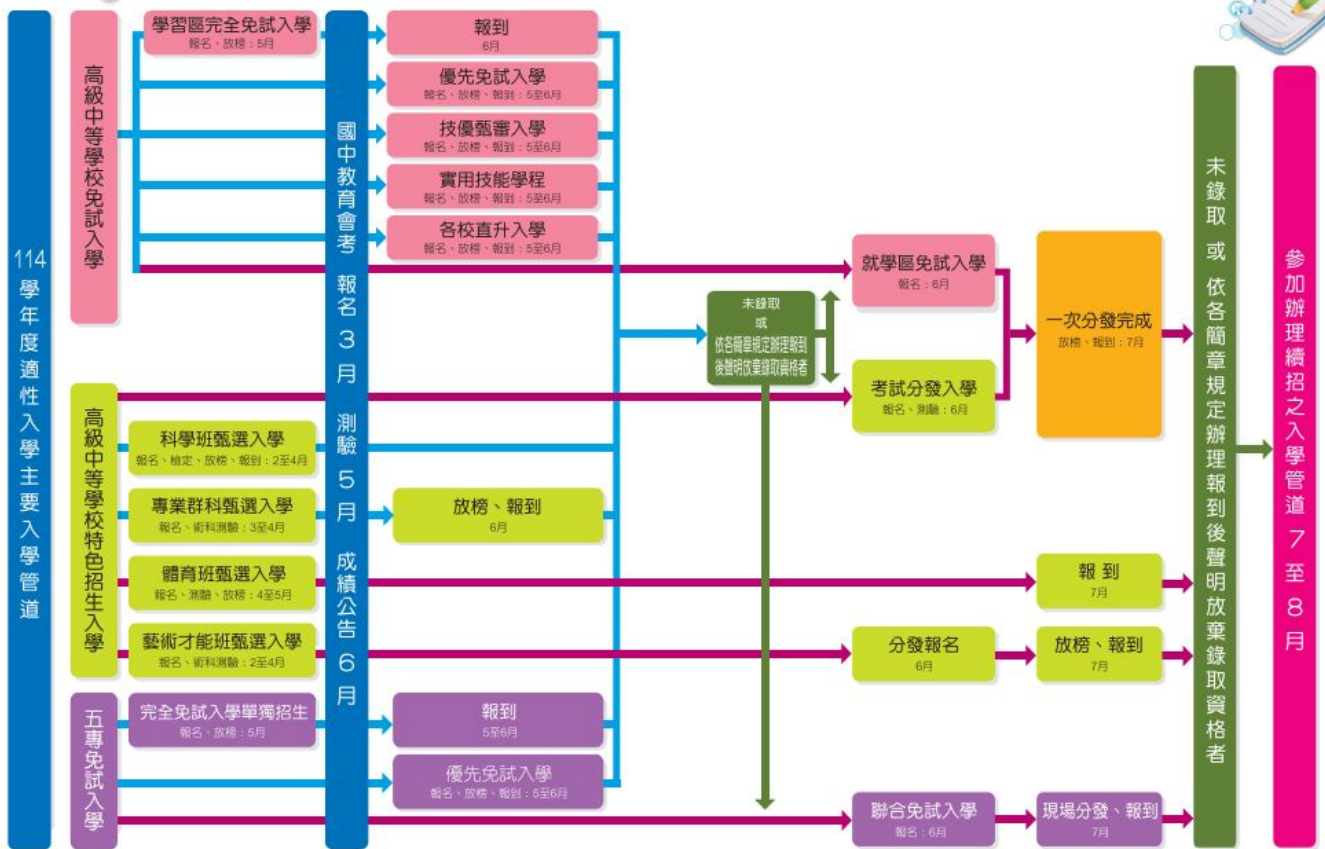 114學年度適性入學主要入學管道
高級中等學校免試入學
學習區完全免試入學
報名、放榜：5月
國中教育會考 報名3月 測驗5月 成績公告6月
報到
6月
優先免試入學
報名、放榜、報到：5至6月
技優甄審入學
報名、放榜、報到：5至6月
實用技能學程
報名、放榜、報到：5至6月
各校直升入學
報名、放榜、報到：5至6月
就學區免試入學
報名：6月
未錄取
或
依各簡章規定辦理報到
後聲明放棄錄取資格者
一次分發完成
放榜、報到：7月
考試分發入學
報名、測驗：6月
高級中等學校特色招生入學
科學班甄選入學
報名、檢定、放榜、報到：2至4月
專業群科甄選入學
報名、術科測驗：3至4月
放榜、報到
6月
體育班甄選入學
報名、測驗、放榜：4至5月
報到
7月
藝術才能班甄選入學
報名、術科測驗：2至4月
分發報名
6月
放榜、報到
7月
五專免試入學
完全免試入學單獨招生
報名、放榜：5月
報到
5至6月
優先免試入學
報名、放榜、報到：5至6月
聯合免試入學
報名：6月
現場分發、報到
7月
未錄取 或 依各簡章規定辦理報到後聲明放棄錄取資格者
參加辦理續招之入學管道 7至8月